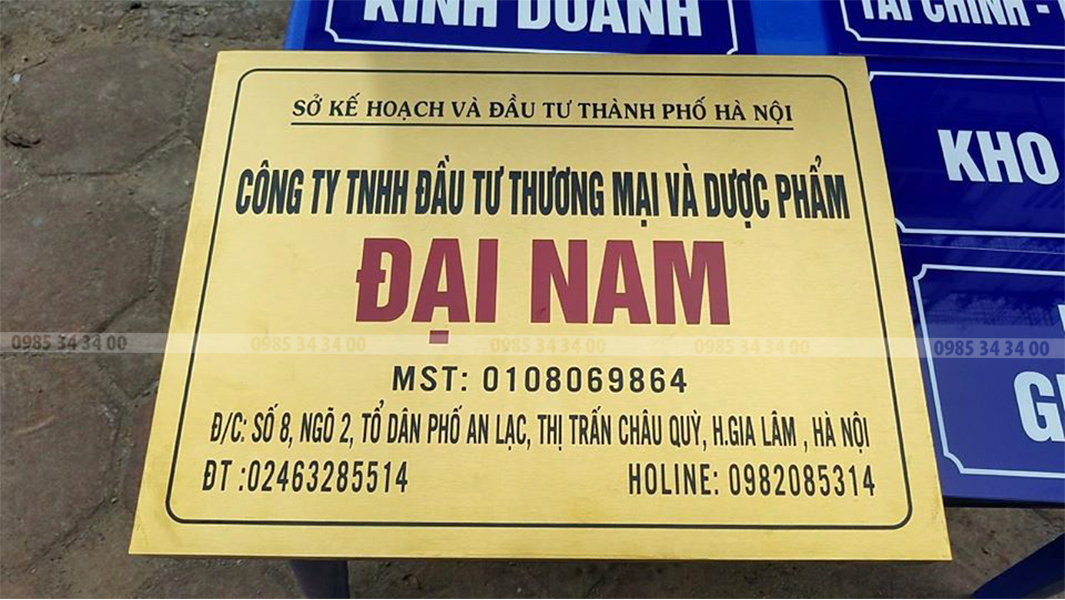 KINH DOANH
TÀI CHÍNH -
SỞ KẾ HOẠCH VÀ ĐẦU TƯ THÀNH PHỐ HÀ NỘI
CÔNG TY TNHH ĐẦU TƯ THƯƠNG MẠI VÀ DƯỢC PHẨM
ĐẠI NAM
KHO
0985 34 34 00 0985 34 34 00 0985 34 34 00 0985 34 34 00 0985 34 34 00
MST: 0108069864
Đ/C: SỐ 8, NGÕ 2, TỔ DÂN PHỐ AN LẠC, THỊ TRẤN CHÂU QUỲ, H.GIA LÂM , HÀ NỘI
ĐT :02463285514 HOLINE: 0982085314